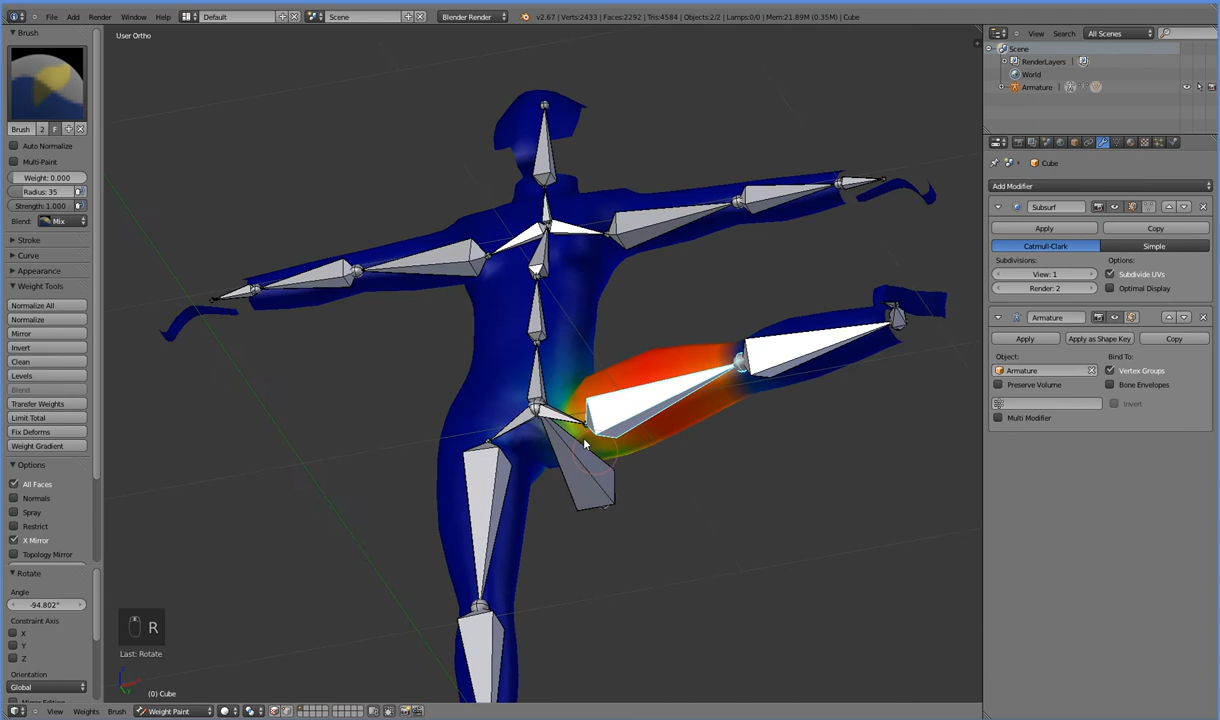 File Add Render Window Help Default Scene Blender Render v2.67 | Verts:2433 | Faces:2292 | Tris:4584 | Objects:2/2 | Lamps:0/0 | Mem:21.89M (0.35M) | Cube
Brush
Brush 2 F
Auto Normalize
Multi-Paint
Weight: 0.000
Radius: 35
Strength: 1.000
Blend: Mix
Stroke
Curve
Appearance
Weight Tools
Normalize All
Normalize
Mirror
Invert
Clean
Levels
Blend
Transfer Weights
Limit Total
Fix Deforms
Weight Gradient
Options
All Faces
Normals
Spray
Restrict
X Mirror
Topology Mirror
Rotate
Angle
-94.802°
Constraint Axis
X
Y
Z
Orientation
Global
User Ortho
R
Last: Rotate
(0) Cube
View Weights Brush Weight Paint
View Search All Scenes
Scene
RenderLayers
World
Armature
Cube
Add Modifier
Subsurf
Apply Copy
Catmull-Clark Simple
Subdivisions: Options:
View: 1 Subdivide UVs
Render: 2 Optimal Display
Armature
Apply Apply as Shape Key Copy
Object: Bind To:
Armature Vertex Groups
Preserve Volume Bone Envelopes
Invert
Multi Modifier